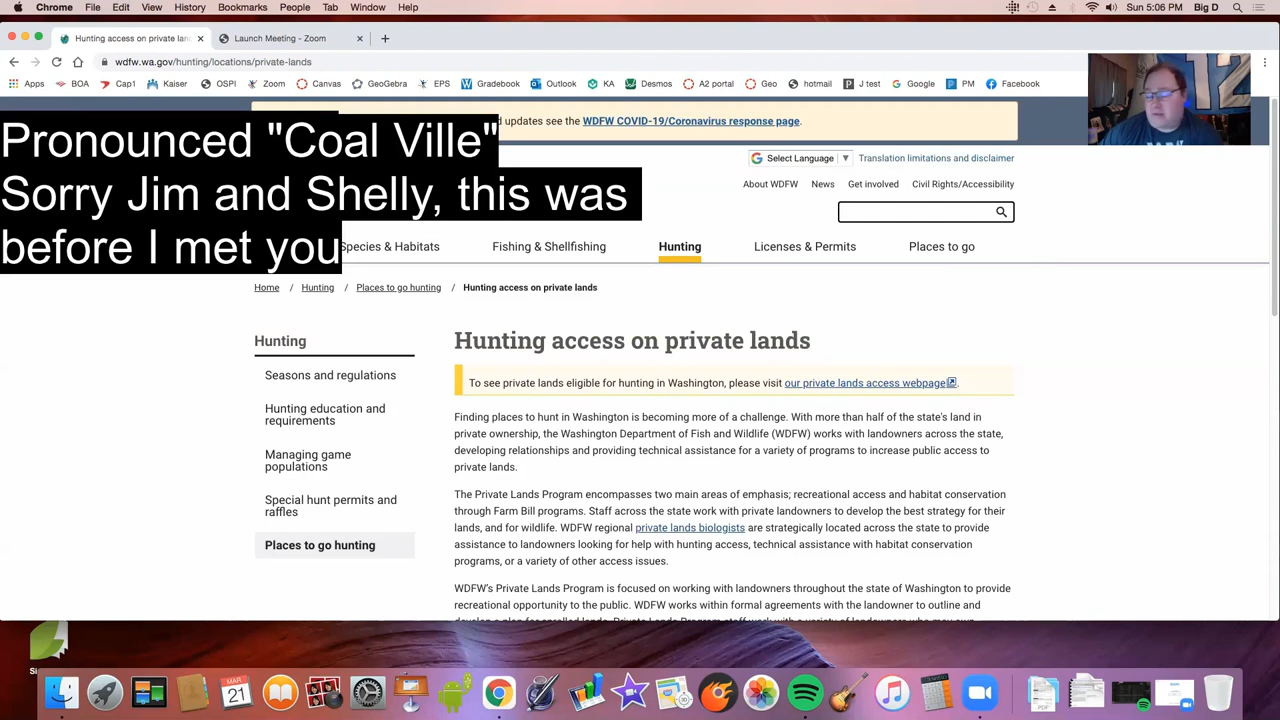 Chrome File Edit View History Bookmarks People Tab Window Help Sun 5:06 PM Big D
Hunting access on private lan Launch Meeting - Zoom
wdfw.wa.gov/hunting/locations/private-lands
Apps BOA Kaiser OSPI Zoom Canvas GeoGebra EPS Gradebook Outlook KA Desmos A2 portal Geo hotmail J test Google PM Facebook
d updates see the WDFW COVID-19/Coronavirus response page.
Pronounced "Coal Ville"
Sorry Jim and Shelly, this was
before I met you
Select Language ▼ Translation limitations and disclaimer
About WDFW News Get involved Civil Rights/Accessibility
Species & Habitats Fishing & Shellfishing Hunting Licenses & Permits Places to go
Home / Hunting / Places to go hunting / Hunting access on private lands
Hunting
Seasons and regulations
Hunting education and
requirements
Managing game
populations
Special hunt permits and
raffles
Places to go hunting
Hunting access on private lands
To see private lands eligible for hunting in Washington, please visit our private lands access webpage.
Finding places to hunt in Washington is becoming more of a challenge. With more than half of the state's land in
private ownership, the Washington Department of Fish and Wildlife (WDFW) works with landowners across the state,
developing relationships and providing technical assistance for a variety of programs to increase public access to
private lands.
The Private Lands Program encompasses two main areas of emphasis; recreational access and habitat conservation
through Farm Bill programs. Staff across the state work with private landowners to develop the best strategy for their
lands, and for wildlife. WDFW regional private lands biologists are strategically located across the state to provide
assistance to landowners looking for help with hunting access, technical assistance with habitat conservation
programs, or a variety of other access issues.
WDFW's Private Lands Program is focused on working with landowners throughout the state of Washington to provide
recreational opportunity to the public. WDFW works within formal agreements with the landowner to outline and
12
Si
MAR
21
PDF